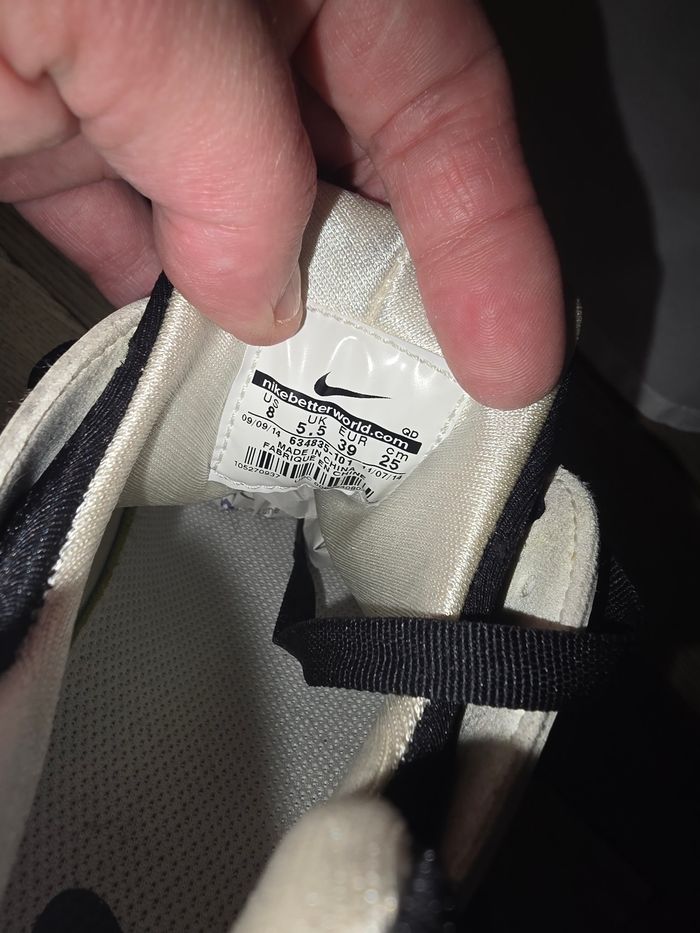 nikebetterworld.com QD
US UK EUR cm
8 5.5 39 25
09/09/14 634835-101 11/07/14
MADE IN CHINA
FABRIQUE EN CHINE